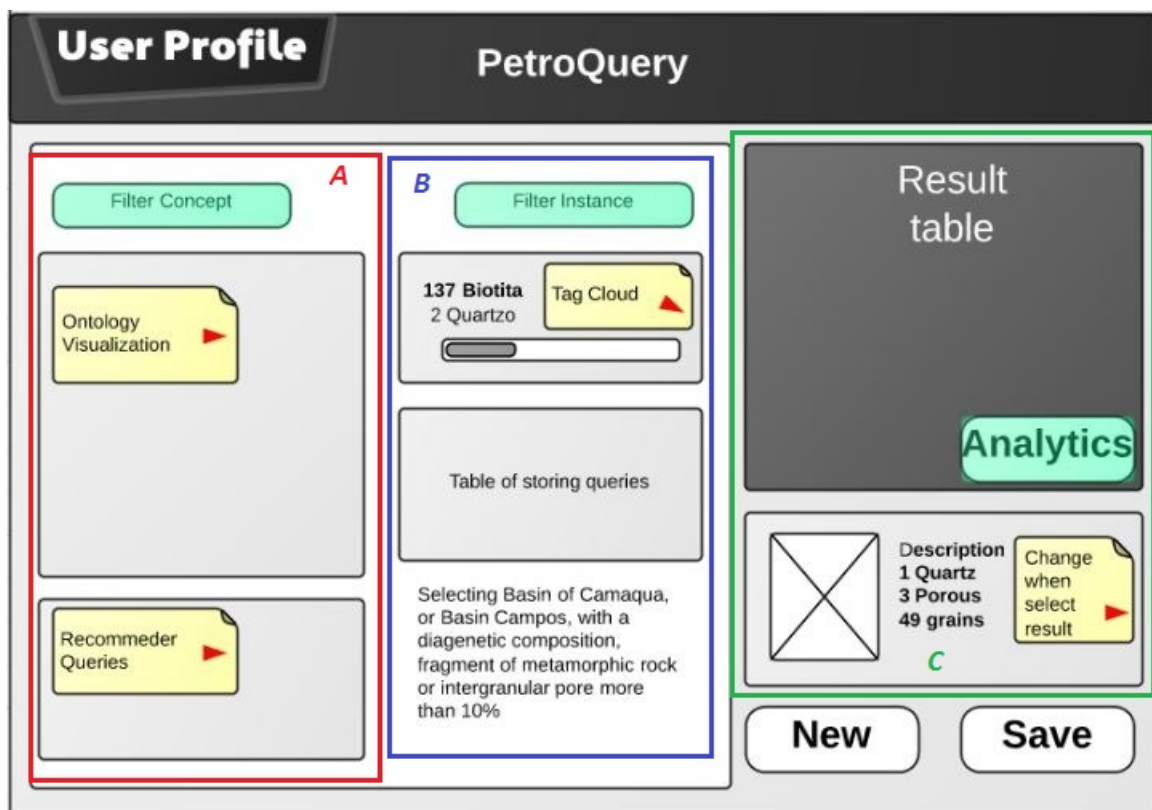 User Profile
PetroQuery
A
Filter Concept
Ontology
Visualization
Recommeder
Queries
B
Filter Instance
137 Biotita
2 Quartzo
Tag Cloud
Table of storing queries
Selecting Basin of Camaqua,
or Basin Campos, with a
diagenetic composition,
fragment of metamorphic rock
or intergranular pore more
than 10%
Result
table
Analytics
Description
1 Quartz
3 Porous
49 grains
Change
when
select
result
C
New
Save